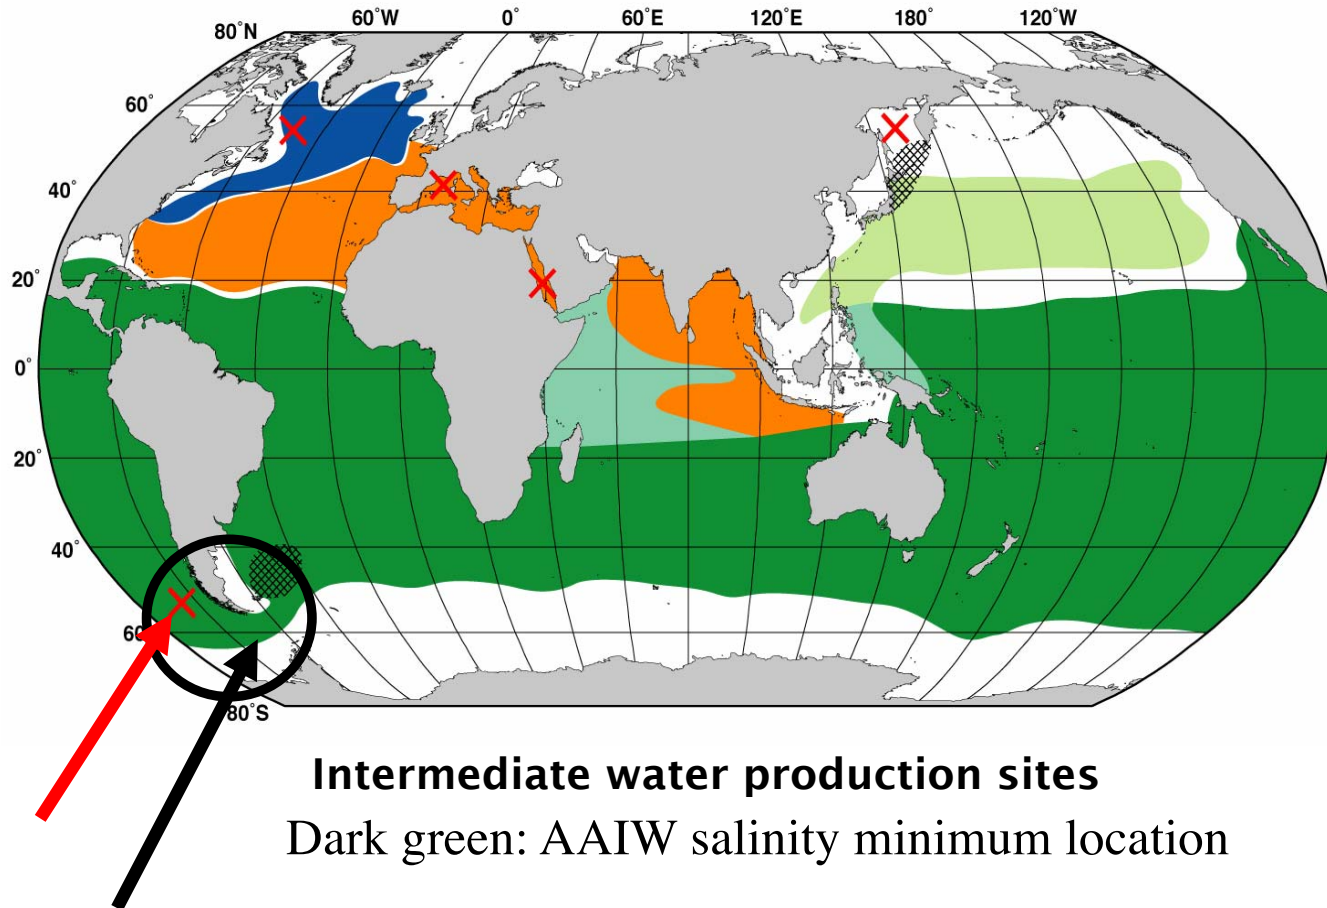 60˚W 0˚ 60˚E 120˚E 180˚ 120˚W
80˚N
60˚
40˚
20˚
0˚
20˚
40˚
60
80˚S
Intermediate water production sites
Dark green: AAIW salinity minimum location